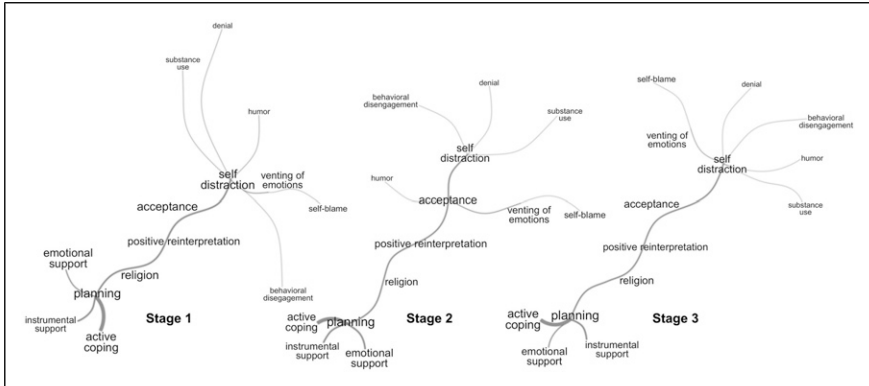 denial
substance
use
humor
self
distraction
venting of
emotions
self-blame
acceptance
positive reinterpretation
emotional
support
religion
planning
instrumental
support
active
coping
behavioral
disegagement
Stage 1
denial
behavioral
disengagement
substance
use
self
distraction
humor
acceptance
venting of
emotions
self-blame
positive reinterpretation
religion
active
coping
planning
instrumental
support
emotional
support
Stage 2
self-blame
denial
behavioral
disengagement
venting of
emotions
self
distraction
humor
substance
use
acceptance
positive reinterpretation
religion
active
coping
planning
emotional
support
instrumental
support
Stage 3